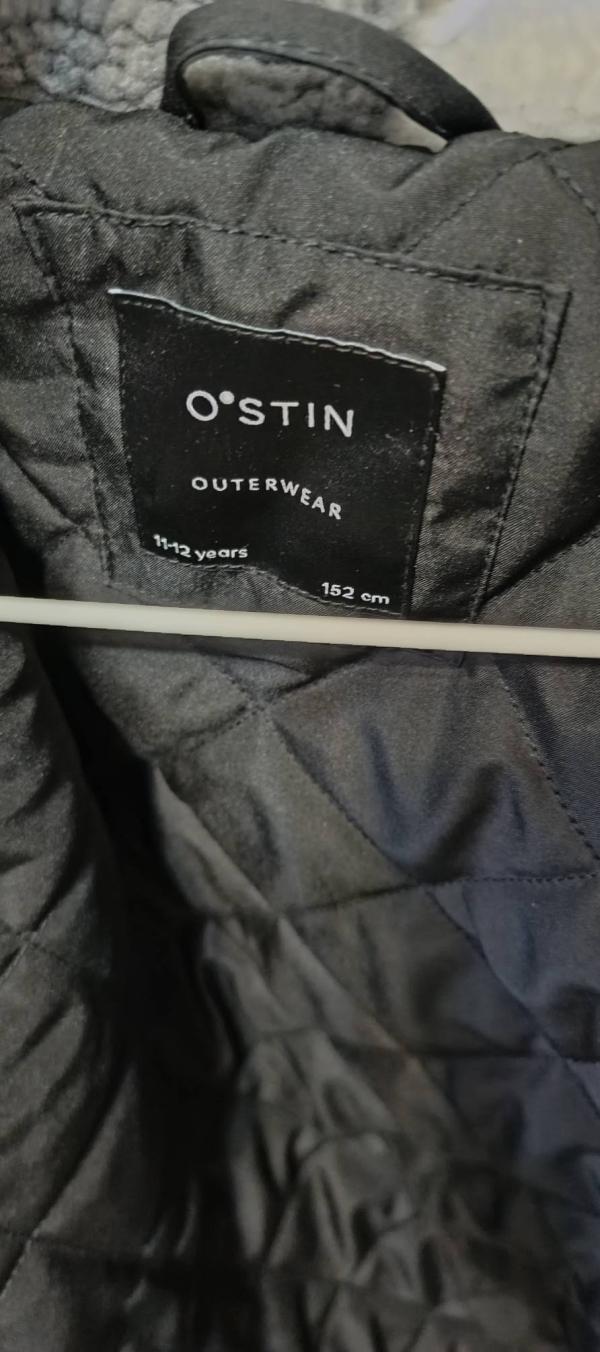 O°STIN
OUTERWEAR
11-12 years
152 cm